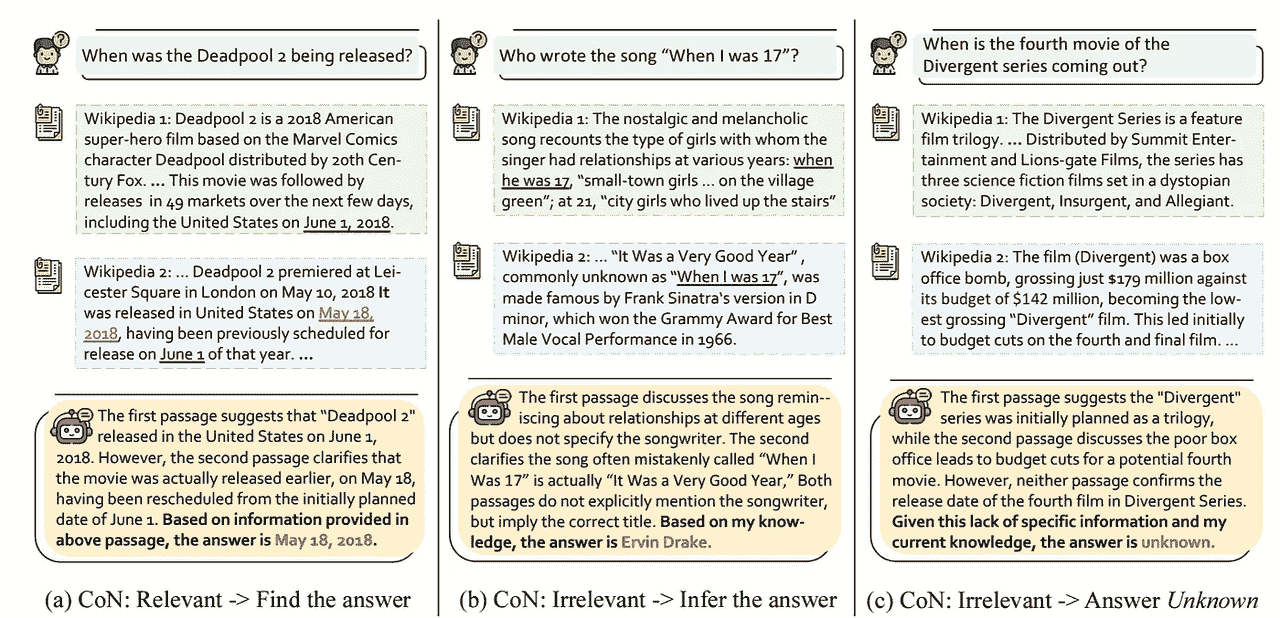 When was the Deadpool 2 being released?
Wikipedia 1: Deadpool 2 is a 2018 American
super-hero film based on the Marvel Comics
character Deadpool distributed by 20th Cen-
tury Fox. ... This movie was followed by
releases in 49 markets over the next few days,
including the United States on June 1, 2018.
Wikipedia 2: ... Deadpool 2 premiered at Lei-
cester Square in London on May 10, 2018 It
was released in United States on May 18,
2018, having been previously scheduled for
release on June 1 of that year. ...
The first passage suggests that “Deadpool 2"
released in the United States on June 1,
2018. However, the second passage clarifies that
the movie was actually released earlier, on May 18,
having been rescheduled from the initially planned
date of June 1. Based on information provided in
above passage, the answer is May 18, 2018.
(a) CoN: Relevant -> Find the answer
Who wrote the song “When I was 17”?
Wikipedia 1: The nostalgic and melancholic
song recounts the type of girls with whom the
singer had relationships at various years: when
he was 17, “small-town girls ... on the village
green”; at 21, “city girls who lived up the stairs”
Wikipedia 2: ... “It Was a Very Good Year” ,
commonly unknown as “When I was 17”, was
made famous by Frank Sinatra's version in D
minor, which won the Grammy Award for Best
Male Vocal Performance in 1966.
The first passage discusses the song remin--
iscing about relationships at different ages
but does not specify the songwriter. The second
clarifies the song often mistakenly called “When I
Was 17” is actually “It Was a Very Good Year,” Both
passages do not explicitly mention the songwriter,
but imply the correct title. Based on my know-
ledge, the answer is Ervin Drake.
(b) CoN: Irrelevant -> Infer the answer
When is the fourth movie of the
Divergent series coming out?
Wikipedia 1: The Divergent Series is a feature
film trilogy. ... Distributed by Summit Enter-
tainment and Lions-gate Films, the series has
three science fiction films set in a dystopian
society: Divergent, Insurgent, and Allegiant.
Wikipedia 2: The film (Divergent) was a box
office bomb, grossing just $179 million against
its budget of $142 million, becoming the low-
est grossing “Divergent” film. This led initially
to budget cuts on the fourth and final film. ...
The first passage suggests the "Divergent"
series was initially planned as a trilogy,
while the second passage discusses the poor box
office leads to budget cuts for a potential fourth
movie. However, neither passage confirms the
release date of the fourth film in Divergent Series.
Given this lack of specific information and my
current knowledge, the answer is unknown.
(c) CoN: Irrelevant -> Answer Unknown